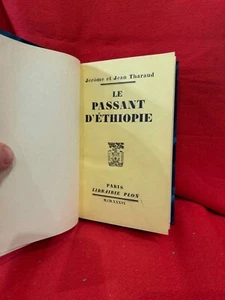 Jérôme et Jean Tharaud
LE
PASSANT
D'ÉTHIOPIE
PARIS
LIBRAIRIE PLON